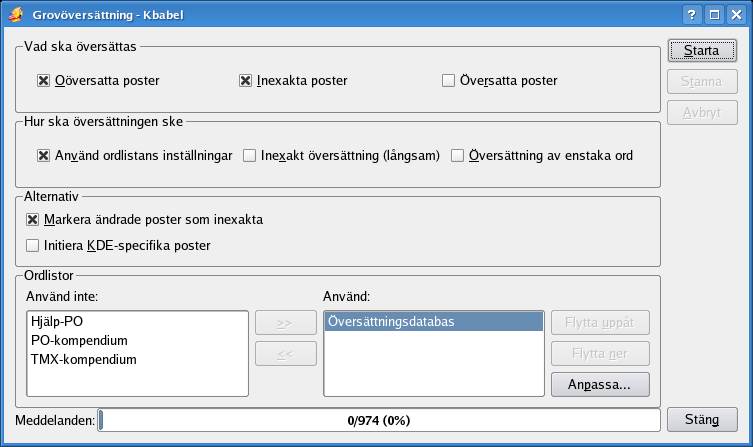 Grovöversättning - Kbabel
Vad ska översättas
Oöversatta poster Inexakta poster Översatta poster
Hur ska översättningen ske
Använd ordlistans inställningar Inexakt översättning (långsam) Översättning av enstaka ord
Alternativ
Markera ändrade poster som inexakta
Initiera KDE-specifika poster
Ordlistor
Använd inte:
Hjälp-PO
PO-kompendium
TMX-kompendium
>>
<<
Använd:
Översättningsdatabas
Flytta uppåt
Flytta ner
Anpassa...
Meddelanden: 0/974 (0%)
Starta
Stanna
Avbryt
Stäng